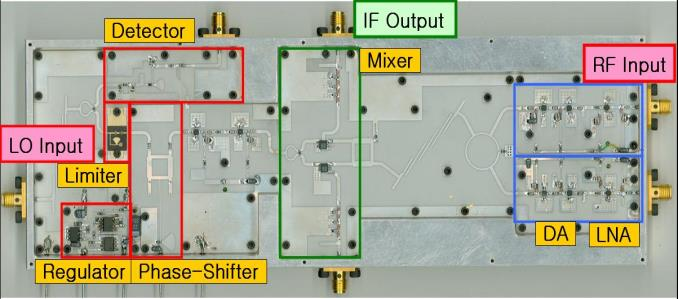 Detector
IF Output
Mixer
RF Input
LO Input
Limiter
DA
LNA
Regulator
Phase-Shifter